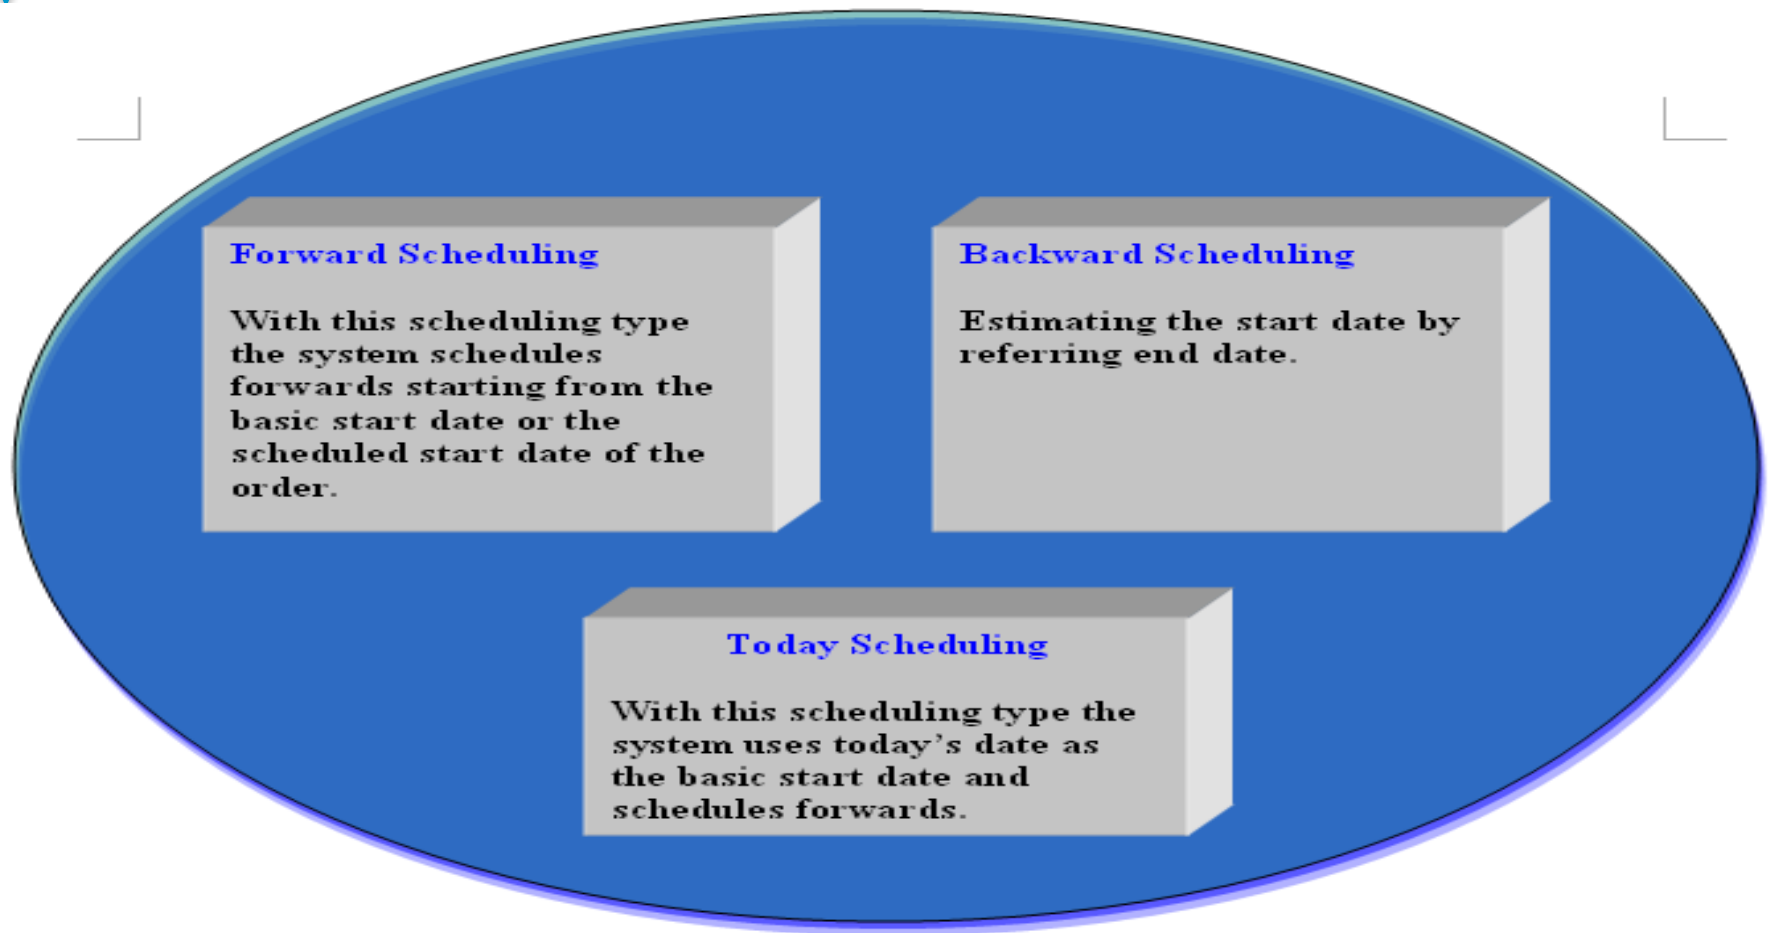 Forward Scheduling
With this scheduling type
the system schedules
forwards starting from the
basic start date or the
scheduled start date of the
order.
Backward Scheduling
Estimating the start date by
referring end date.
Today Scheduling
With this scheduling type the
system uses today’s date as
the basic start date and
schedules forwards.